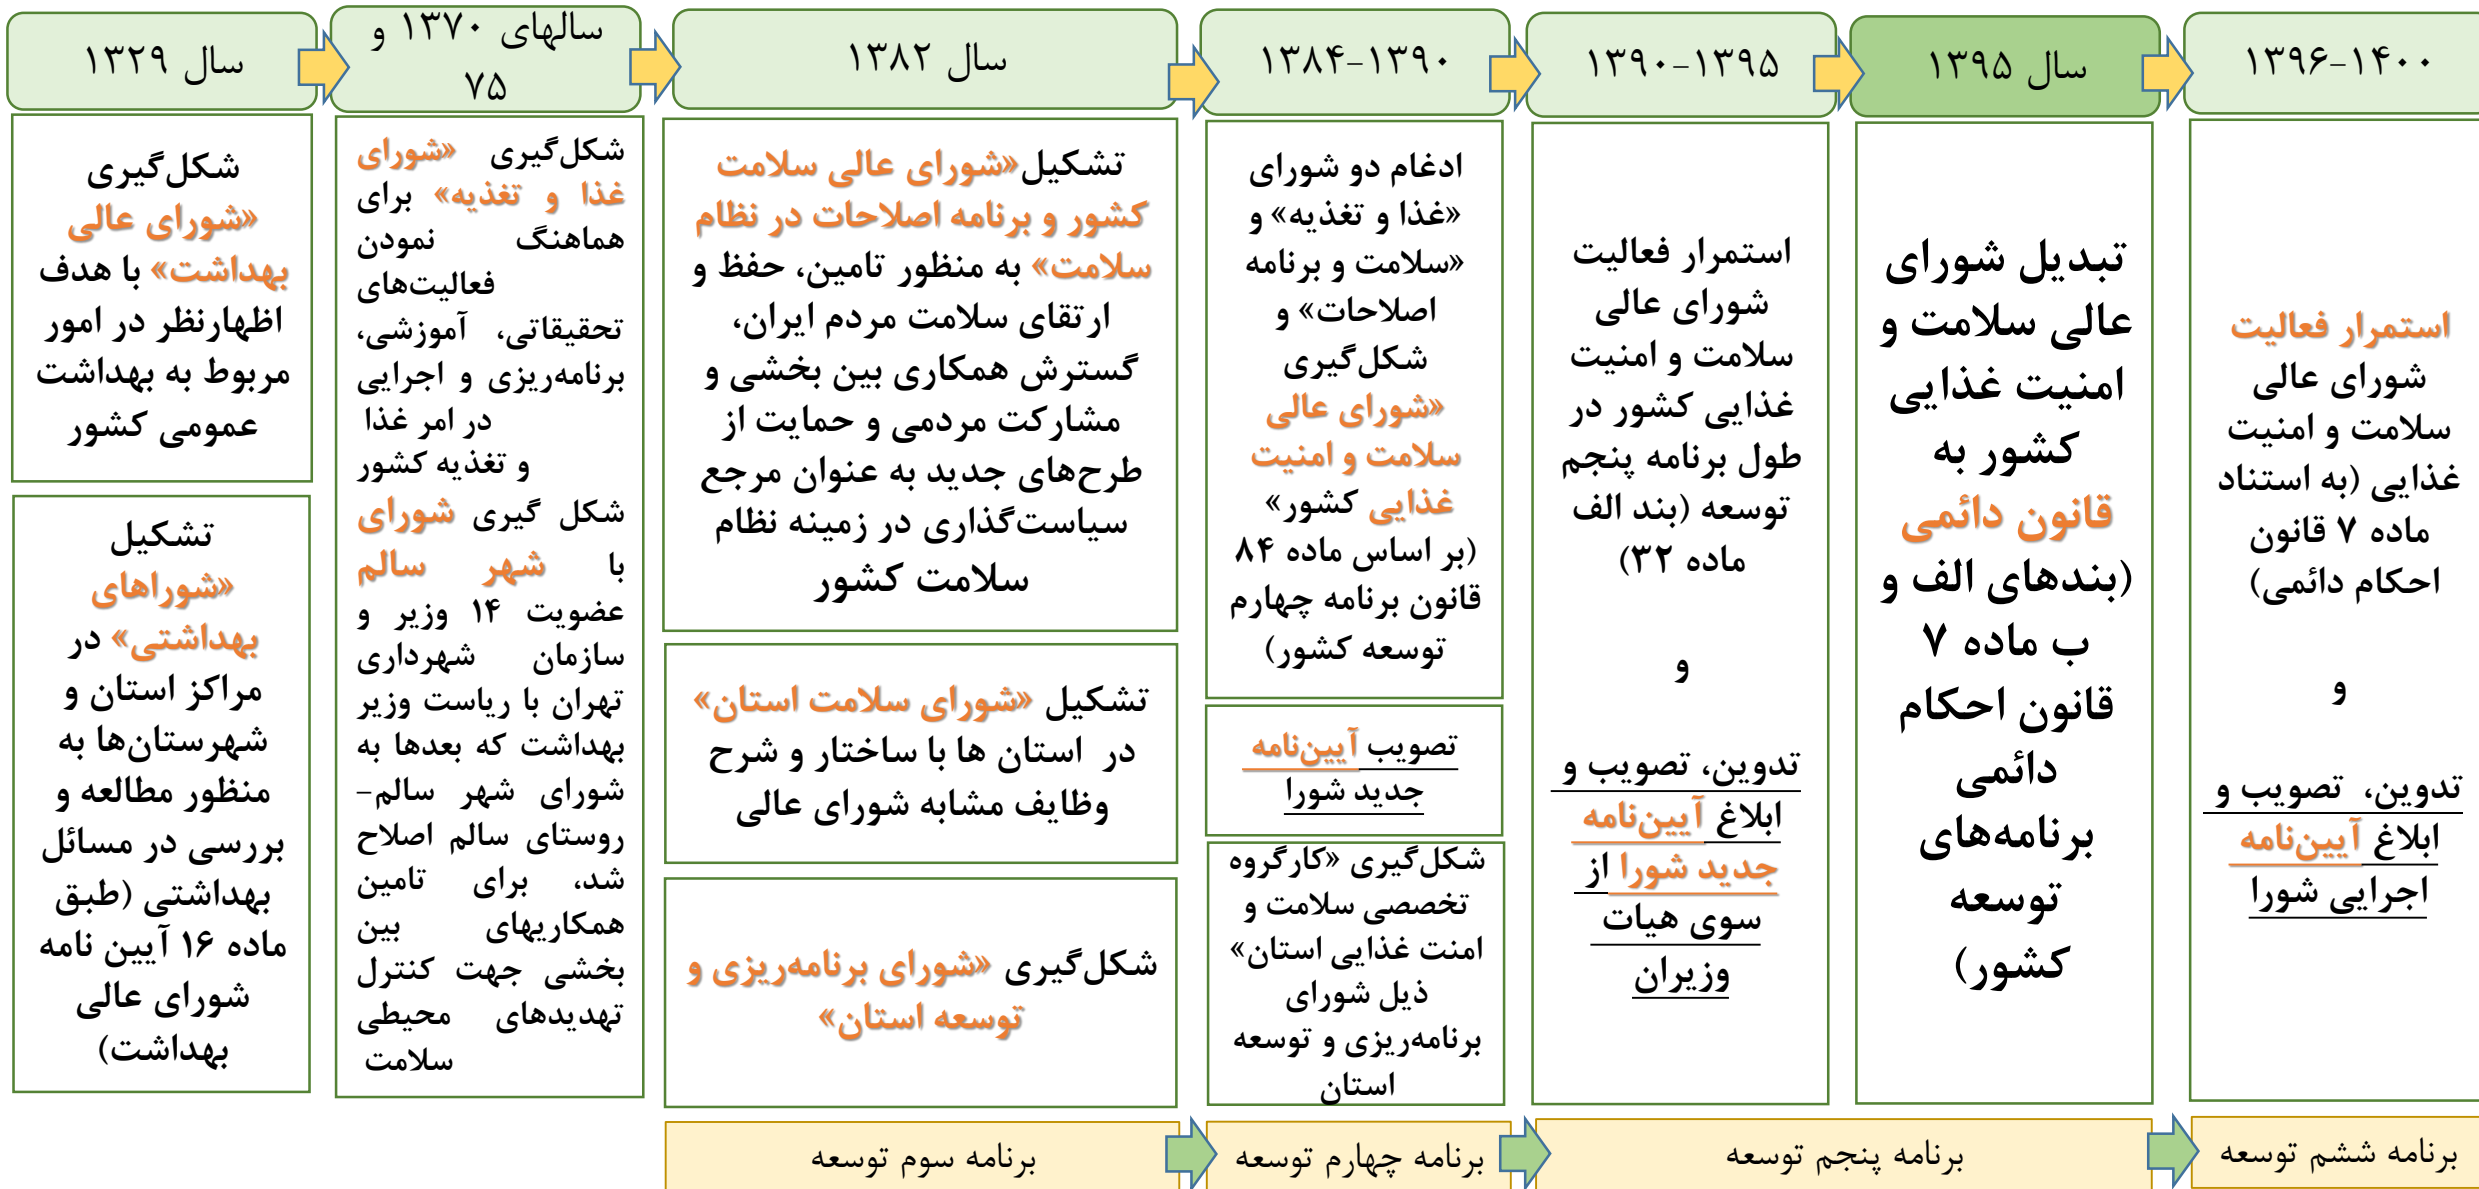 سال ۱۳۲۹
شکل‌گیری
«شورای عالی
بهداشت» با هدف
اظهارنظر در امور
مربوط به بهداشت
عمومی کشور
تشکیل
«شوراهای
بهداشتی» در
مراکز استان و
شهرستان‌ها به
منظور مطالعه و
بررسی در مسائل
بهداشتی (طبق
ماده ۱۶ آیین نامه
شورای عالی
بهداشت)
سالهای ۱۳۷۰ و
۷۵
شکل‌گیری «شورای
غذا و تغذیه» برای
هماهنگ نمودن
فعالیت‌های
تحقیقاتی، آموزشی،
برنامه‌ریزی و اجرایی
در امر غذا
و تغذیه کشور
شکل گیری شورای
شهر سالم با
عضویت ۱۴ وزیر و
سازمان شهرداری
تهران با ریاست وزیر
بهداشت که بعدها به
شورای شهر سالم-
روستای سالم اصلاح
شد، برای تامین
همکاریهای بین
بخشی جهت کنترل
تهدیدهای محیطی
سلامت
سال ۱۳۸۲
تشکیل«شورای عالی سلامت
کشور و برنامه اصلاحات در نظام
سلامت» به منظور تامین، حفظ و
ارتقای سلامت مردم ایران،
گسترش همکاری بین بخشی و
مشارکت مردمی و حمایت از
طرح‌های جدید به عنوان مرجع
سیاست‌گذاری در زمینه نظام
سلامت کشور
تشکیل «شورای سلامت استان»
در استان ها با ساختار و شرح
وظایف مشابه شورای عالی
شکل‌گیری «شورای برنامه‌ریزی و
توسعه استان»
۱۳۸۴-۱۳۹۰
ادغام دو شورای
«غذا و تغذیه» و
«سلامت و برنامه
اصلاحات» و
شکل‌گیری
«شورای عالی
سلامت و امنیت
غذایی کشور»
(بر اساس ماده ۸۴
قانون برنامه چهارم
توسعه کشور)
تصویب آیین‌نامه
جدید شورا
شکل‌گیری «کارگروه
تخصصی سلامت و
امنت غذایی استان»
ذیل شورای
برنامه‌ریزی و توسعه
استان
۱۳۹۰-۱۳۹۵
استمرار فعالیت
شورای عالی
سلامت و امنیت
غذایی کشور در
طول برنامه پنجم
توسعه (بند الف
ماده ۳۲)
و
تدوین، تصویب و
ابلاغ آیین‌نامه
جدید شورا از
سوی هیات
وزیران
سال ۱۳۹۵
تبدیل شورای
عالی سلامت و
امنیت غذایی
کشور به
قانون دائمی
(بندهای الف و
ب ماده ۷
قانون احکام
دائمی
برنامه‌های
توسعه
کشور)
۱۳۹۶-۱۴۰۰
استمرار فعالیت
شورای عالی
سلامت و امنیت
غذایی (به استناد
ماده ۷ قانون
احکام دائمی)
و
تدوین، تصویب و
ابلاغ آیین‌نامه
اجرایی شورا
برنامه سوم توسعه
برنامه چهارم توسعه
برنامه پنجم توسعه
برنامه ششم توسعه